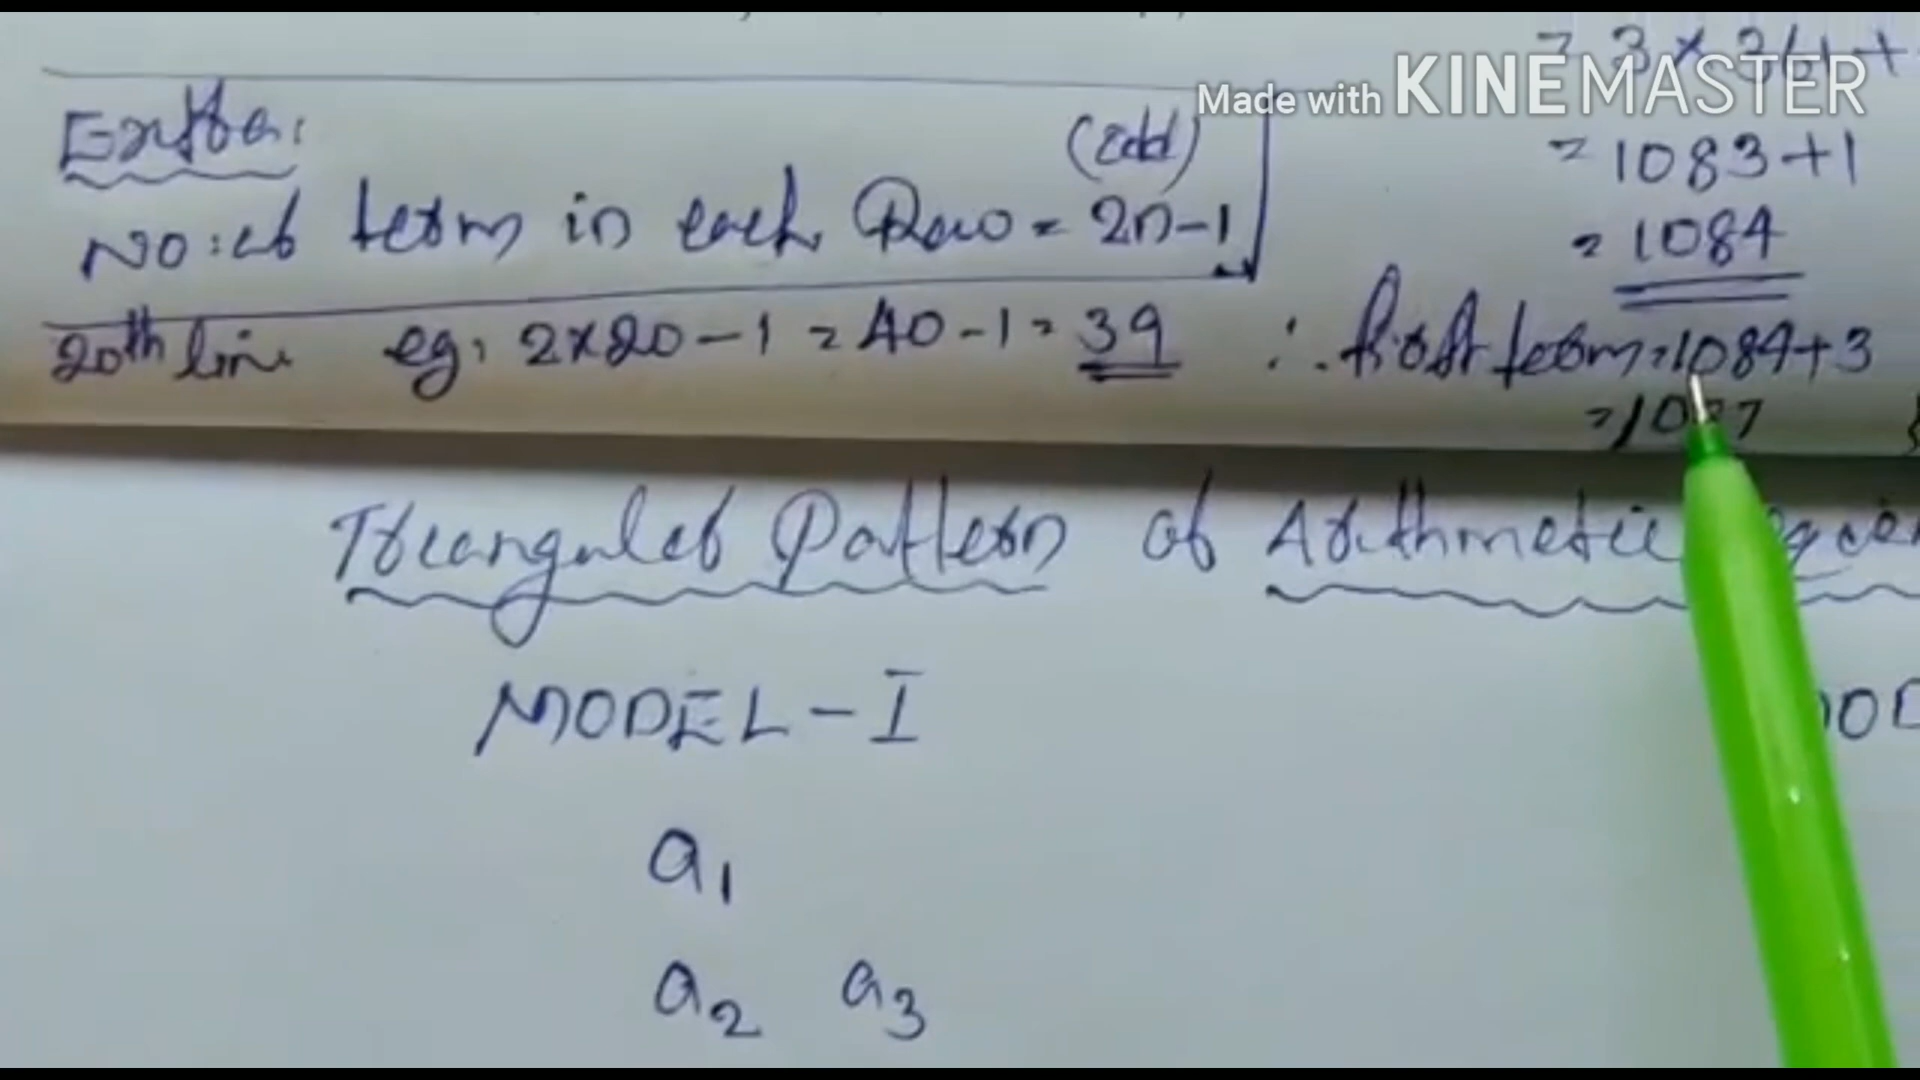 Made with KINEMASTER
= 3 × 361 +
= 1083 + 1
= 1084
Extra:
(Odd)
No: of term in each Row = 2n-1
20th line eg: 2×20-1 = 40-1 = 39
∴ first term = 1084+3
= 1087
Triangular Pattern of Arithmetic
MODEL-I
a1
a2 a3